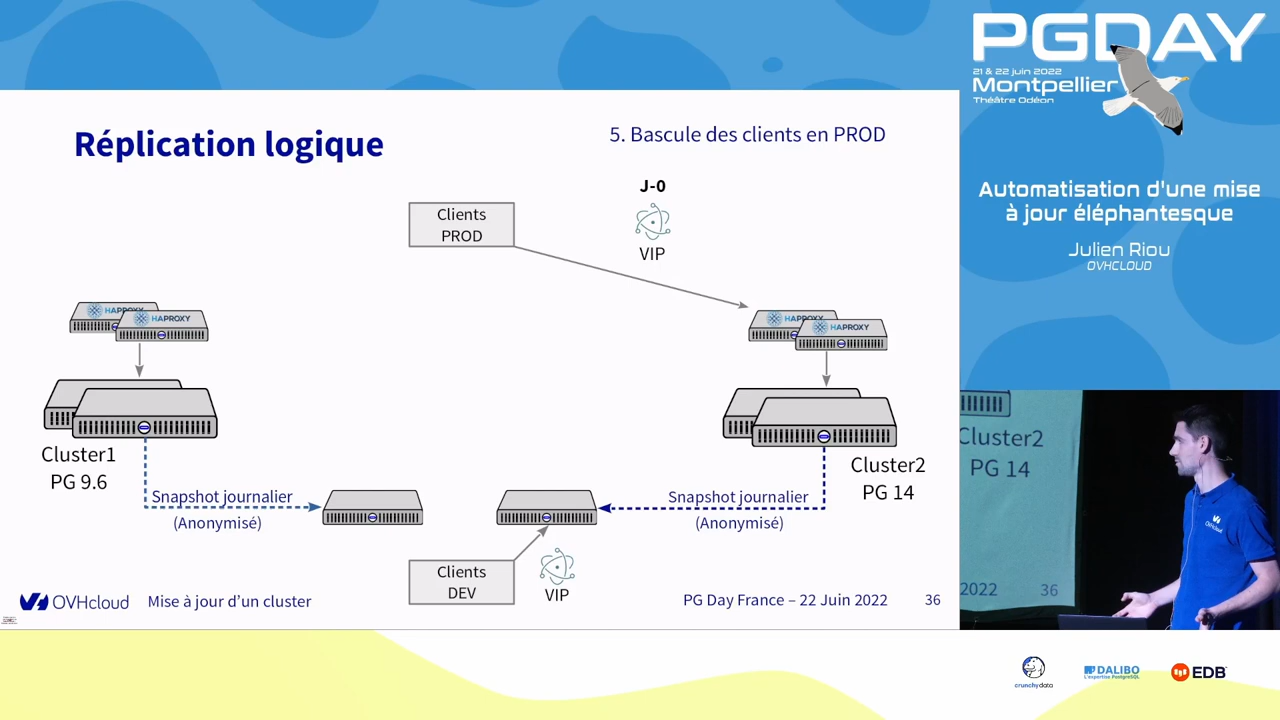 Réplication logique
5. Bascule des clients en PROD
J-0
Clients
PROD
VIP
HAPROXY
HAPROXY
HAPROXY
HAPROXY
Cluster1
PG 9.6
Cluster2
PG 14
Snapshot journalier
(Anonymisé)
Snapshot journalier
(Anonymisé)
Clients
DEV
VIP
OVHcloud
Mise à jour d'un cluster
PG Day France – 22 Juin 2022
36
PGDAY
21 & 22 juin 2022
Montpellier
Théâtre Odéon
Automatisation d'une mise
à jour éléphantesque
Julien Riou
OVHCLOUD
Cluster2
PG 14
2022
36
OVHcloud
crunchydata
DALIBO
L'expertise PostgreSQL
EDB